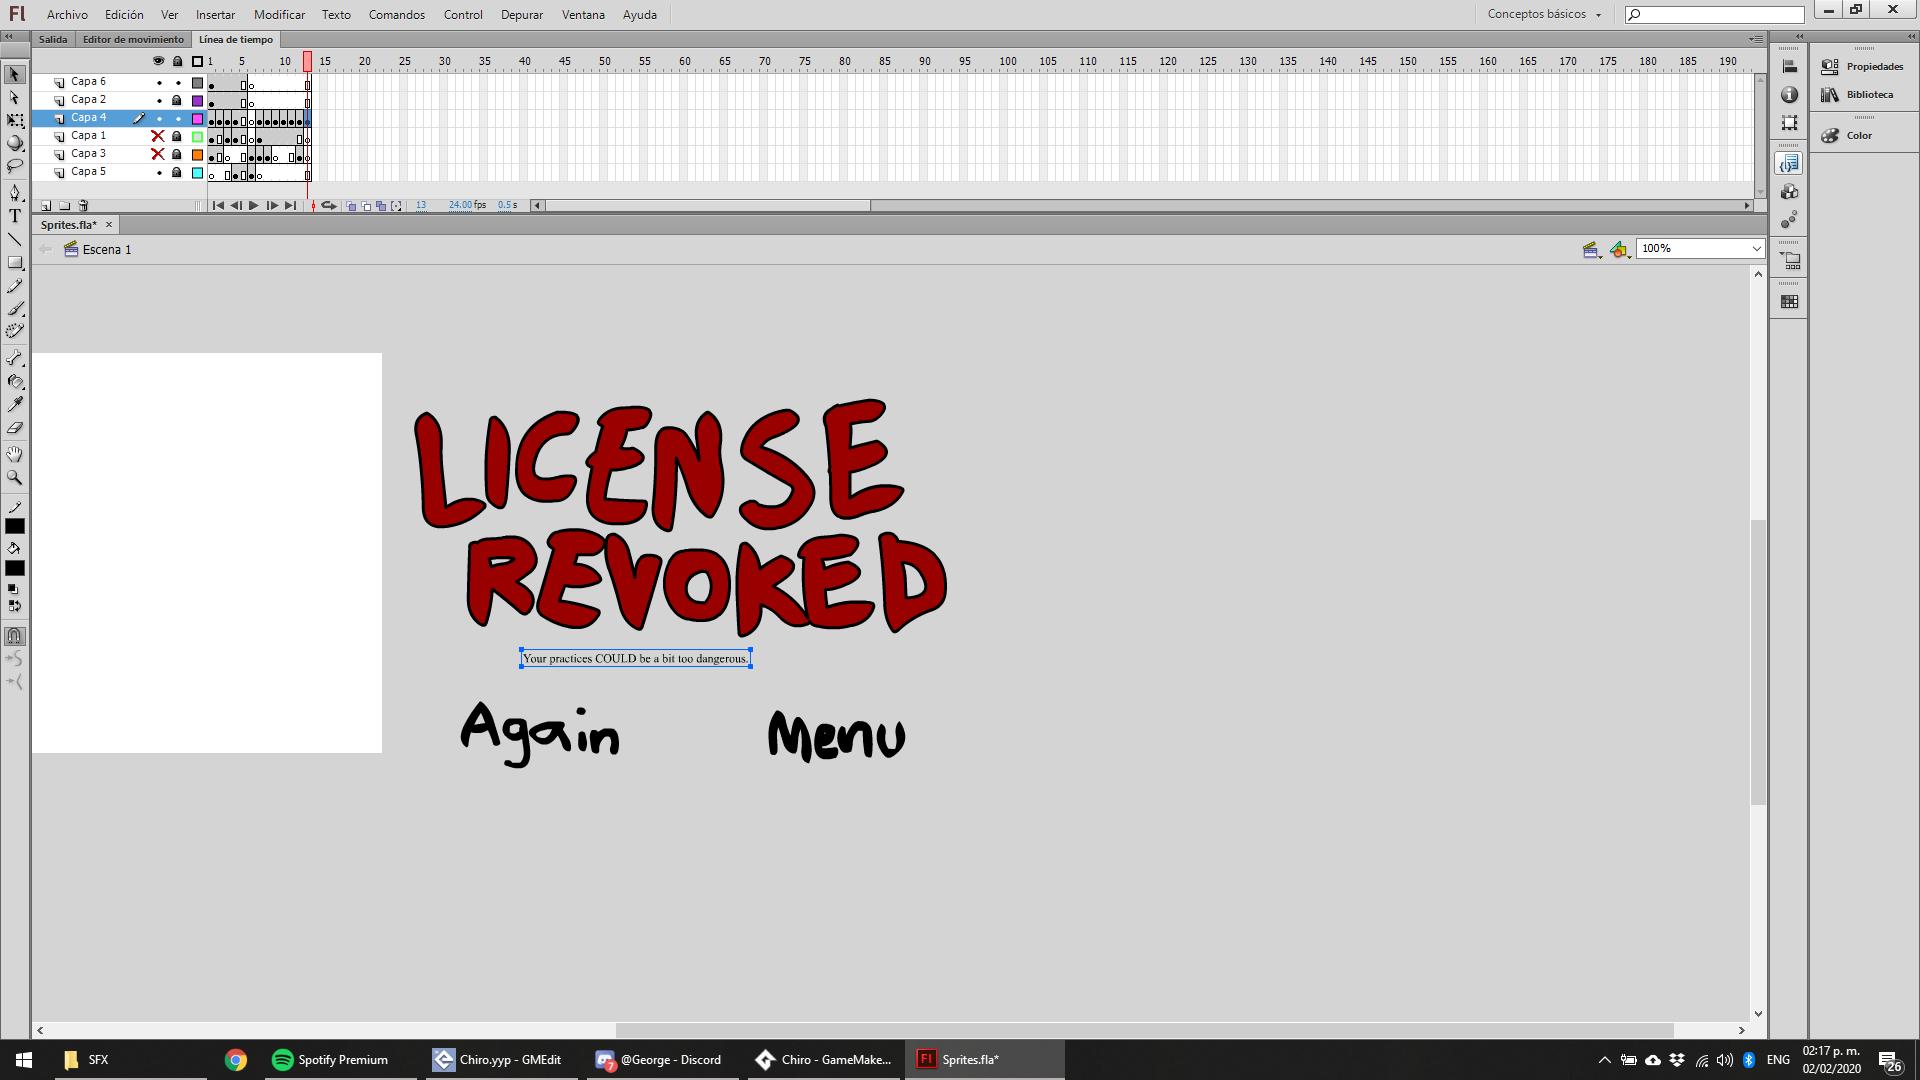 Fl Archivo Edición Ver Insertar Modificar Texto Comandos Control Depurar Ventana Ayuda Conceptos básicos
Salida Editor de movimiento Línea de tiempo
1 5 10 15 20 25 30 35 40 45 50 55 60 65 70 75 80 85 90 95 100 105 110 115 120 125 130 135 140 145 150 155 160 165 170 175 180 185 190
Capa 6
Capa 2
Capa 4
Capa 1
Capa 3
Capa 5
13 24.00 fps 0.5 s
Sprites.fla*
Escena 1 100%
Propiedades
Biblioteca
Color
LICENSE
REVOKED
Your practices COULD be a bit too dangerous.
Again Menu
SFX Spotify Premium Chiro.yyp - GMEdit @George - Discord Chiro - GameMake... Fl Sprites.fla* ENG 02:17 p. m.
7 02/02/2020 26